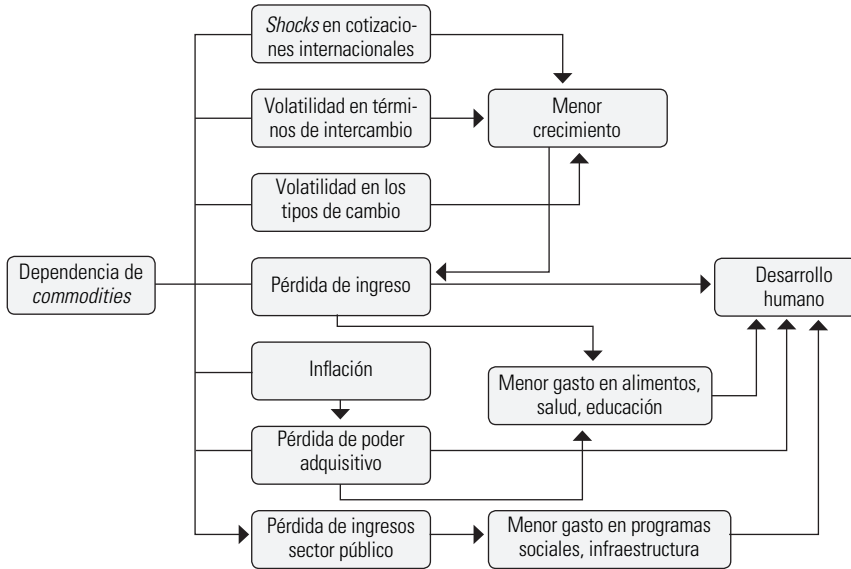 Shocks en cotizacio-
nes internacionales
Volatilidad en térmi-
nos de intercambio
Menor
crecimiento
Volatilidad en los
tipos de cambio
Dependencia de
commodities
Pérdida de ingreso
Desarrollo
humano
Inflación
Menor gasto en alimentos,
salud, educación
Pérdida de poder
adquisitivo
Pérdida de ingresos
sector público
Menor gasto en programas
sociales, infraestructura